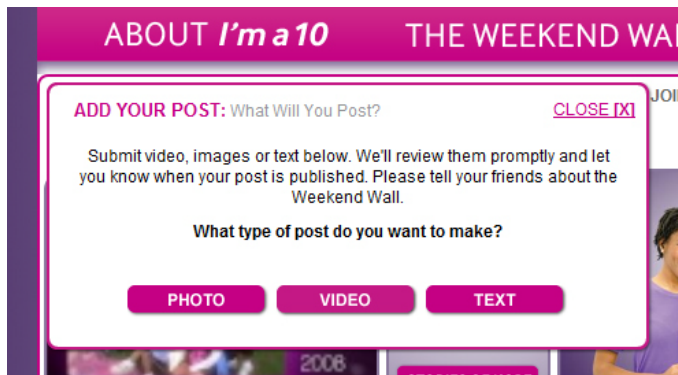 ABOUT I'm a 10 THE WEEKEND WAL
ADD YOUR POST: What Will You Post? CLOSE [X]
JOI
Submit video, images or text below. We'll review them promptly and let
you know when your post is published. Please tell your friends about the
Weekend Wall.
What type of post do you want to make?
PHOTO VIDEO TEXT
2008